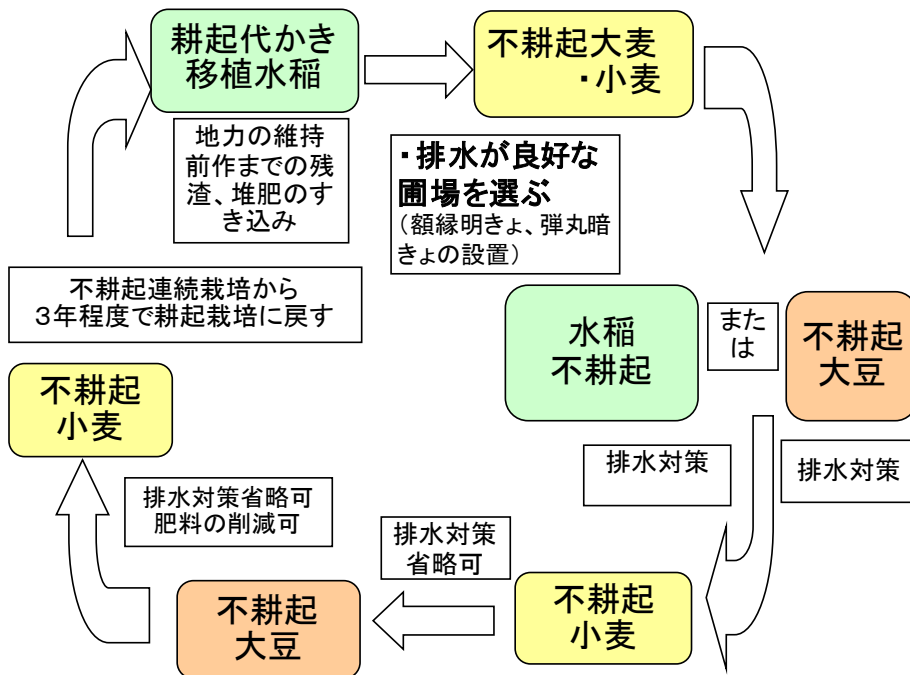 耕起代かき
移植水稲
不耕起大麦
・小麦
地力の維持
前作までの残
渣、堆肥のす
き込み
・排水が良好な
圃場を選ぶ
（額縁明きょ、弾丸暗
きょの設置）
不耕起連続栽培から
３年程度で耕起栽培に戻す
水稲
不耕起
また
は
不耕起
大豆
不耕起
小麦
排水対策
排水対策
排水対策省略可
肥料の削減可
排水対策
省略可
不耕起
小麦
不耕起
大豆